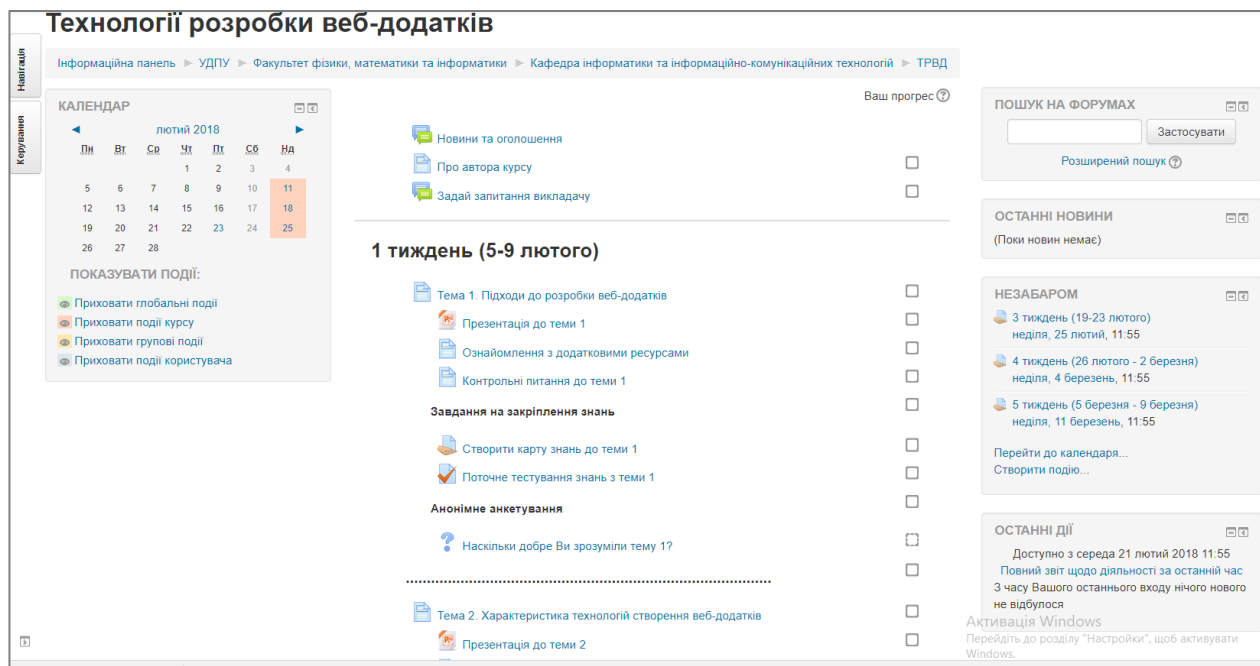 Технології розробки веб-додатків
Навігація
Керування
Інформаційна панель ► УДПУ ► Факультет фізики, математики та інформатики ► Кафедра інформатики та інформаційно-комунікаційних технологій ► ТРВД
КАЛЕНДАР
◄ лютий 2018 ►
Пн Вт Ср Чт Пт Сб Нд
1 2 3 4
5 6 7 8 9 10 11
12 13 14 15 16 17 18
19 20 21 22 23 24 25
26 27 28
ПОКАЗУВАТИ ПОДІЇ:
Приховати глобальні події
Приховати події курсу
Приховати групові події
Приховати події користувача
Ваш прогрес
Новини та оголошення
Про автора курсу
Задай запитання викладачу
1 тиждень (5-9 лютого)
Тема 1. Підходи до розробки веб-додатків
Презентація до теми 1
Ознайомлення з додатковими ресурсами
Контрольні питання до теми 1
Завдання на закріплення знань
Створити карту знань до теми 1
Поточне тестування знань з теми 1
Анонімне анкетування
Наскільки добре Ви зрозуміли тему 1?
Тема 2. Характеристика технологій створення веб-додатків
Презентація до теми 2
ПОШУК НА ФОРУМАХ
Застосувати
Розширений пошук
ОСТАННІ НОВИНИ
(Поки новин немає)
НЕЗАБАРОМ
3 тиждень (19-23 лютого)
неділя, 25 лютий, 11:55
4 тиждень (26 лютого - 2 березня)
неділя, 4 березень, 11:55
5 тиждень (5 березня - 9 березня)
неділя, 11 березень, 11:55
Перейти до календаря...
Створити подію...
ОСТАННІ ДІЇ
Доступно з середа 21 лютий 2018 11:55
Повний звіт щодо діяльності за останній час
З часу Вашого останнього входу нічого нового
не відбулося
Активація Windows
Перейдіть до розділу "Настройки", щоб активувати
Windows.